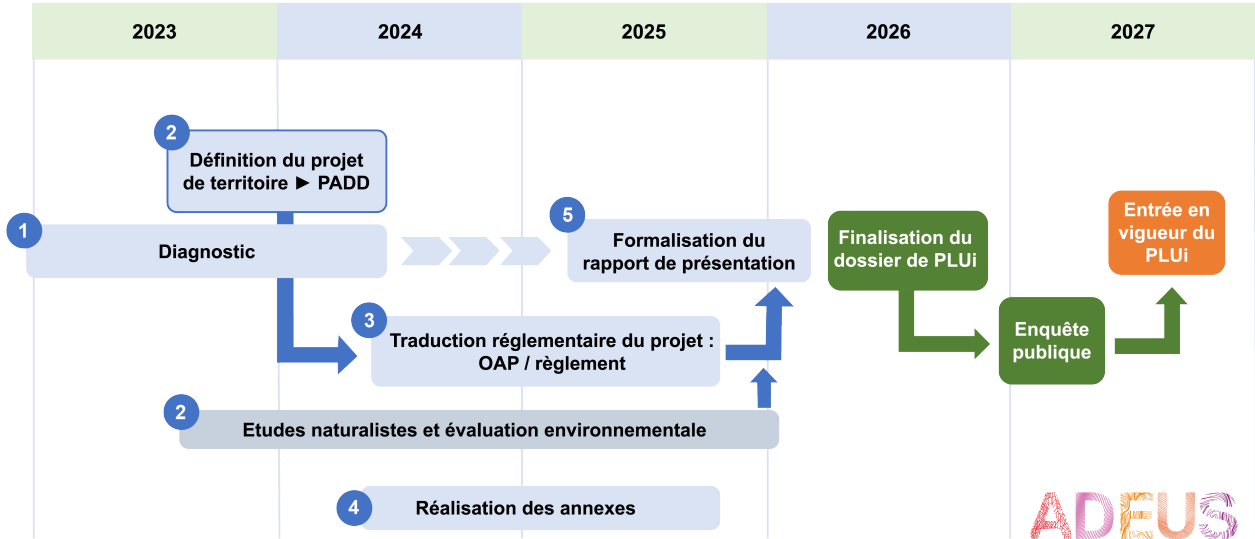 2023
2024
2025
2026
2027
2
Définition du projet
de territoire ► PADD
1
Diagnostic
5
Formalisation du
rapport de présentation
Finalisation du
dossier de PLUi
Entrée en
vigueur du
PLUi
3
Traduction réglementaire du projet :
OAP / règlement
Enquête
publique
2
Etudes naturalistes et évaluation environnementale
4
Réalisation des annexes
ADEUS